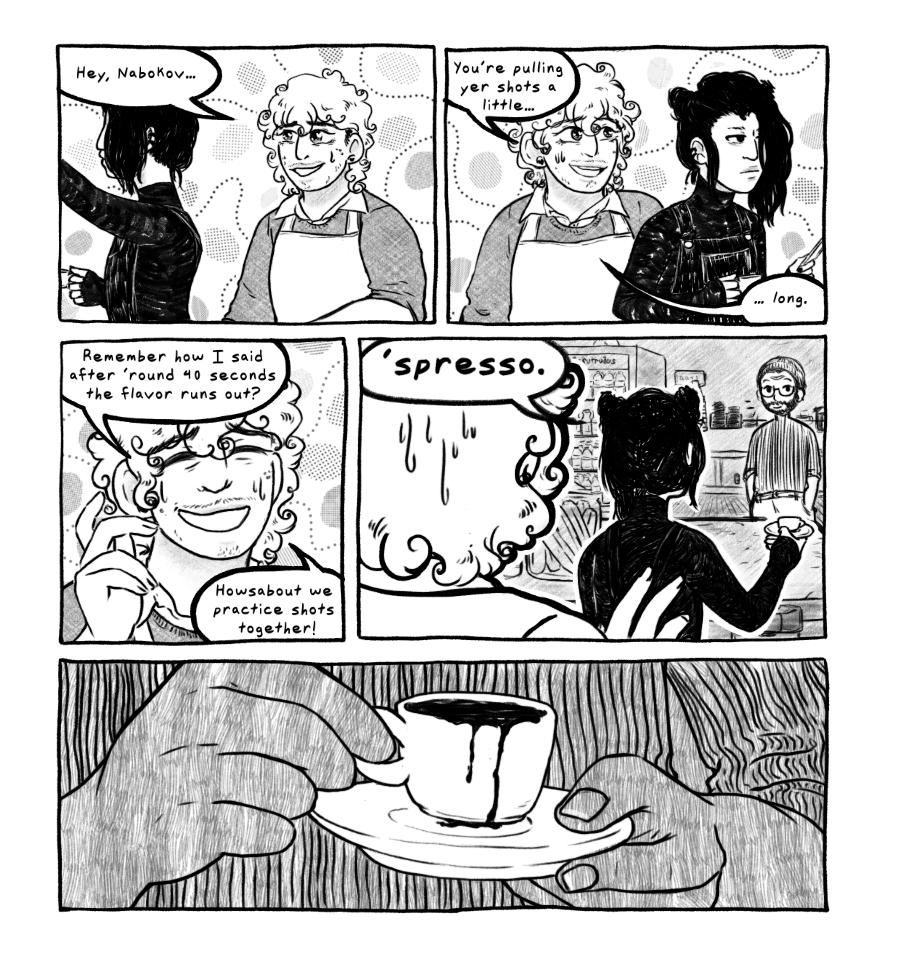 Hey, Nabokov...
You're pulling
yer shots a
little...
... long.
Remember how I said
after 'round 40 seconds
the flavor runs out?
Howsabout we
practice shots
together!
'spresso.